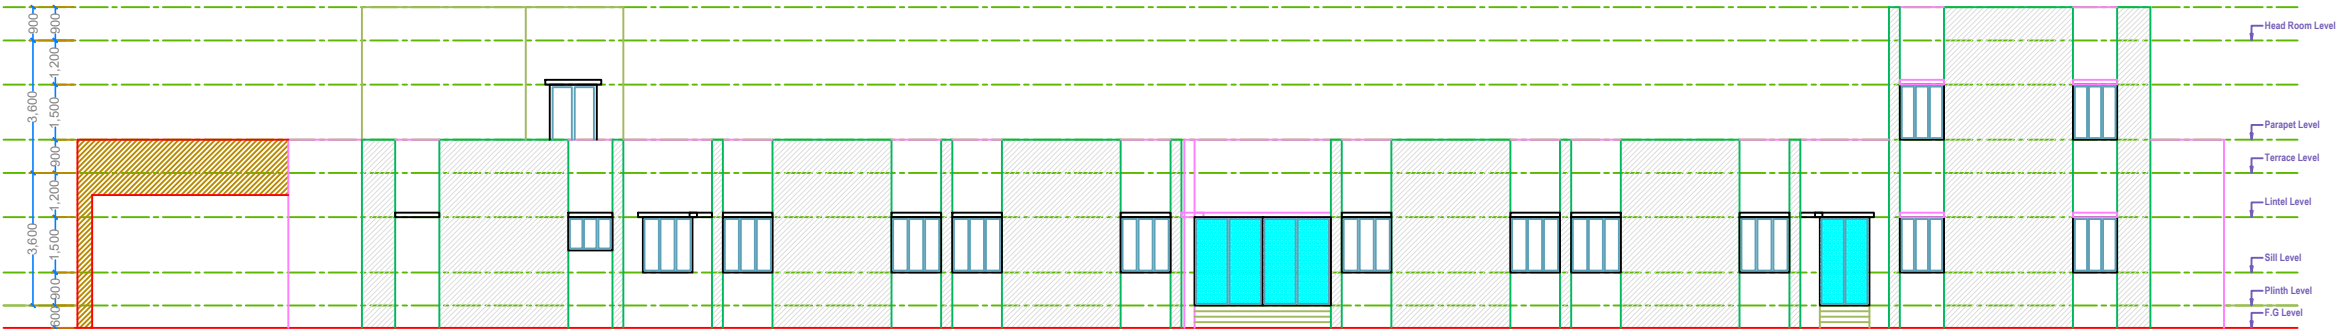 900
900
Head Room Level
1,200
3,600
1,500
Parapet Level
900
Terrace Level
1,200
Lintel Level
3,600
1,500
Sill Level
900
Plinth Level
600
F.G Level